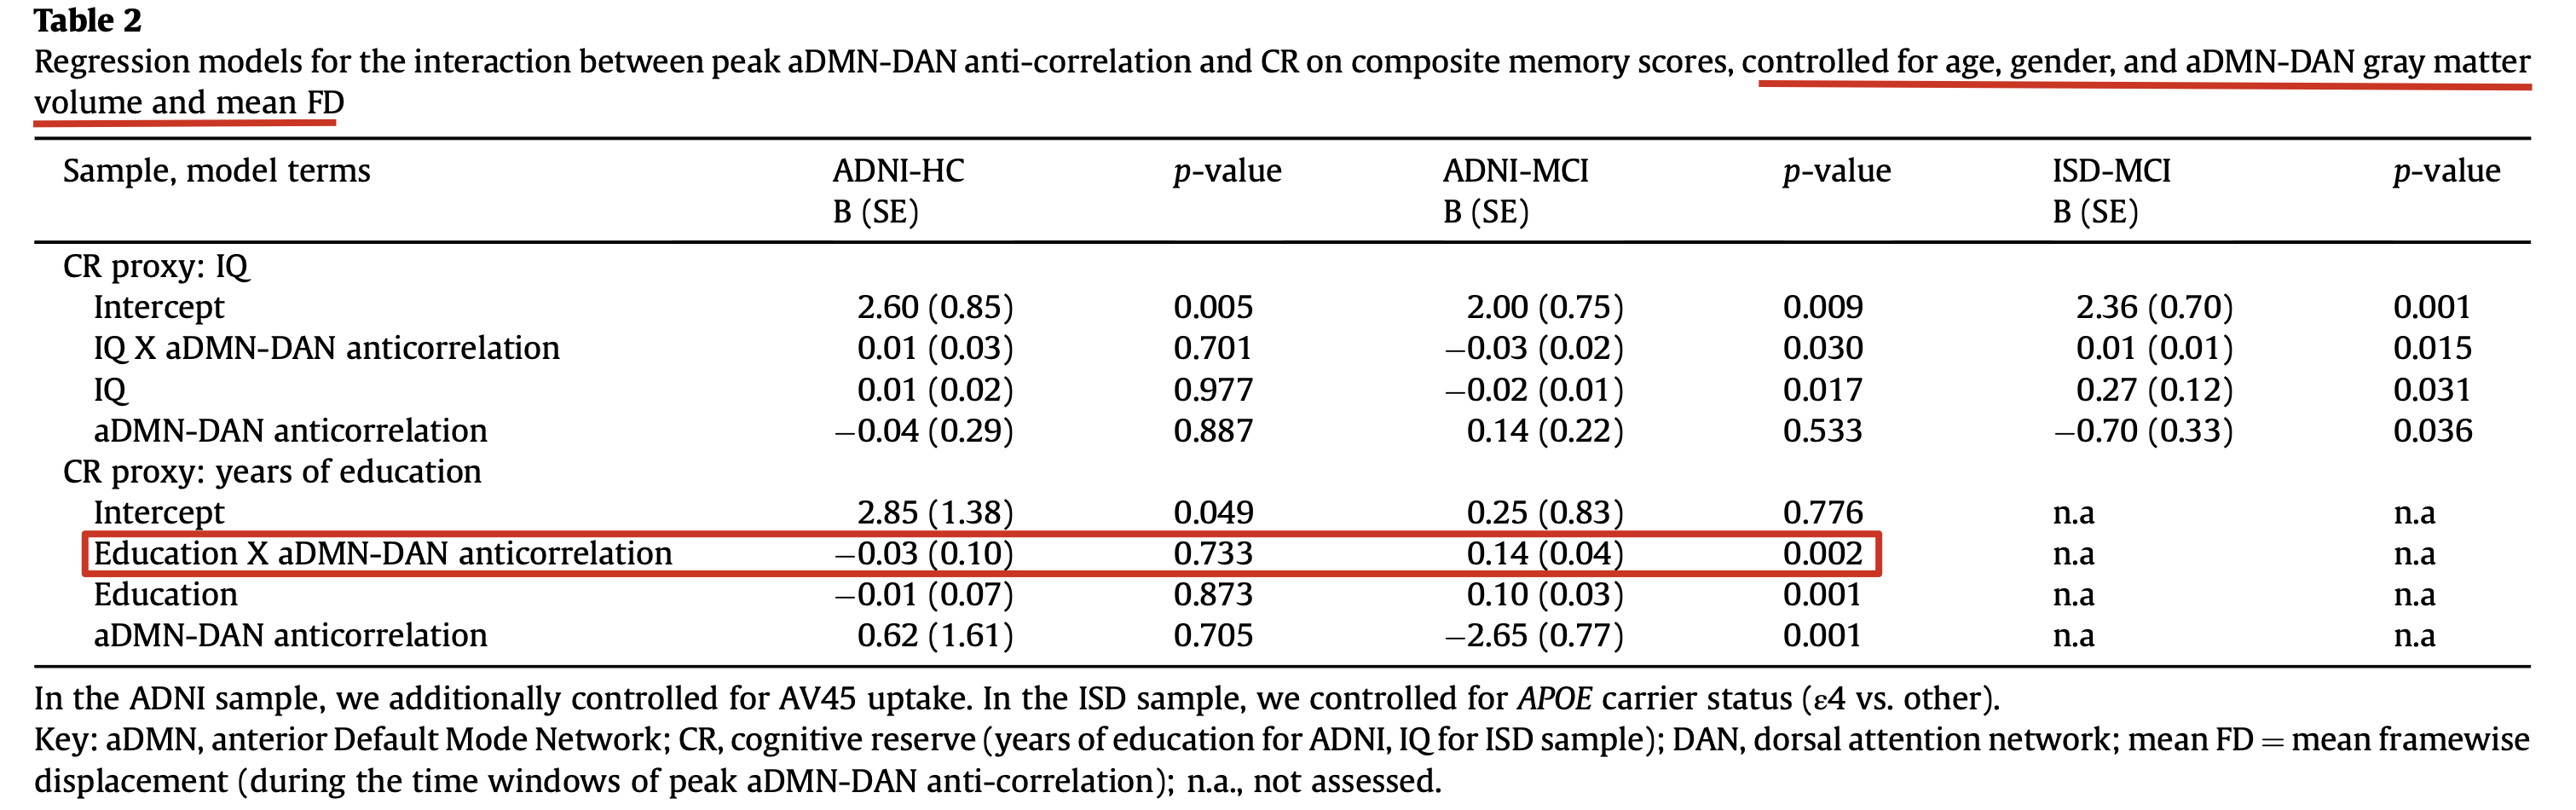 Table 2
Regression models for the interaction between peak aDMN-DAN anti-correlation and CR on composite memory scores, controlled for age, gender, and aDMN-DAN gray matter
volume and mean FD
Sample, model terms ADNI-HC p-value ADNI-MCI p-value ISD-MCI p-value
B (SE) B (SE) B (SE)
CR proxy: IQ
Intercept 2.60 (0.85) 0.005 2.00 (0.75) 0.009 2.36 (0.70) 0.001
IQ X aDMN-DAN anticorrelation 0.01 (0.03) 0.701 −0.03 (0.02) 0.030 0.01 (0.01) 0.015
IQ 0.01 (0.02) 0.977 −0.02 (0.01) 0.017 0.27 (0.12) 0.031
aDMN-DAN anticorrelation −0.04 (0.29) 0.887 0.14 (0.22) 0.533 −0.70 (0.33) 0.036
CR proxy: years of education
Intercept 2.85 (1.38) 0.049 0.25 (0.83) 0.776 n.a n.a
Education X aDMN-DAN anticorrelation −0.03 (0.10) 0.733 0.14 (0.04) 0.002 n.a n.a
Education −0.01 (0.07) 0.873 0.10 (0.03) 0.001 n.a n.a
aDMN-DAN anticorrelation 0.62 (1.61) 0.705 −2.65 (0.77) 0.001 n.a n.a
In the ADNI sample, we additionally controlled for AV45 uptake. In the ISD sample, we controlled for APOE carrier status (ε4 vs. other).
Key: aDMN, anterior Default Mode Network; CR, cognitive reserve (years of education for ADNI, IQ for ISD sample); DAN, dorsal attention network; mean FD = mean framewise
displacement (during the time windows of peak aDMN-DAN anti-correlation); n.a., not assessed.